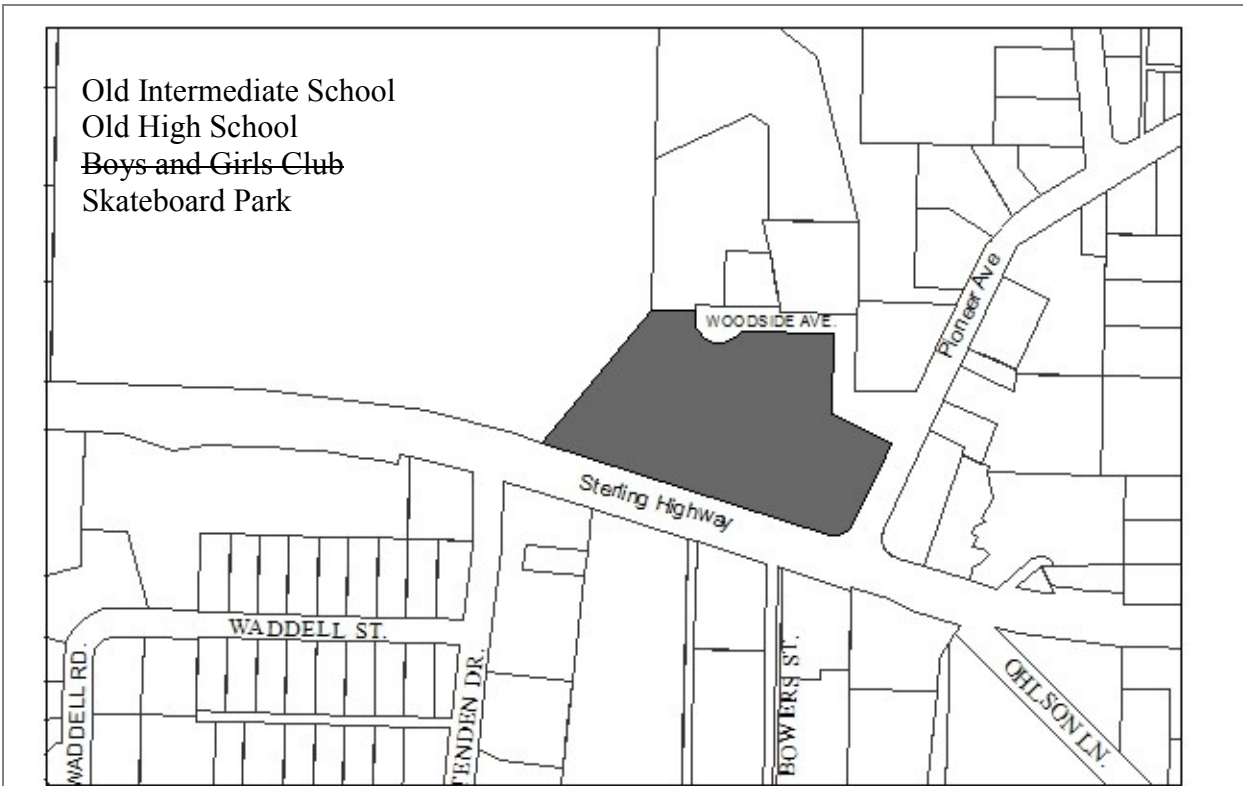 Old Intermediate School
Old High School
Boys and Girls Club
Skateboard Park
WOODSIDE AVE.
Pioneer Ave
Sterling Highway
WADDELL ST.
WADDELL RD.
TENDEN DR.
BOWERS ST.
OHLSON LN.